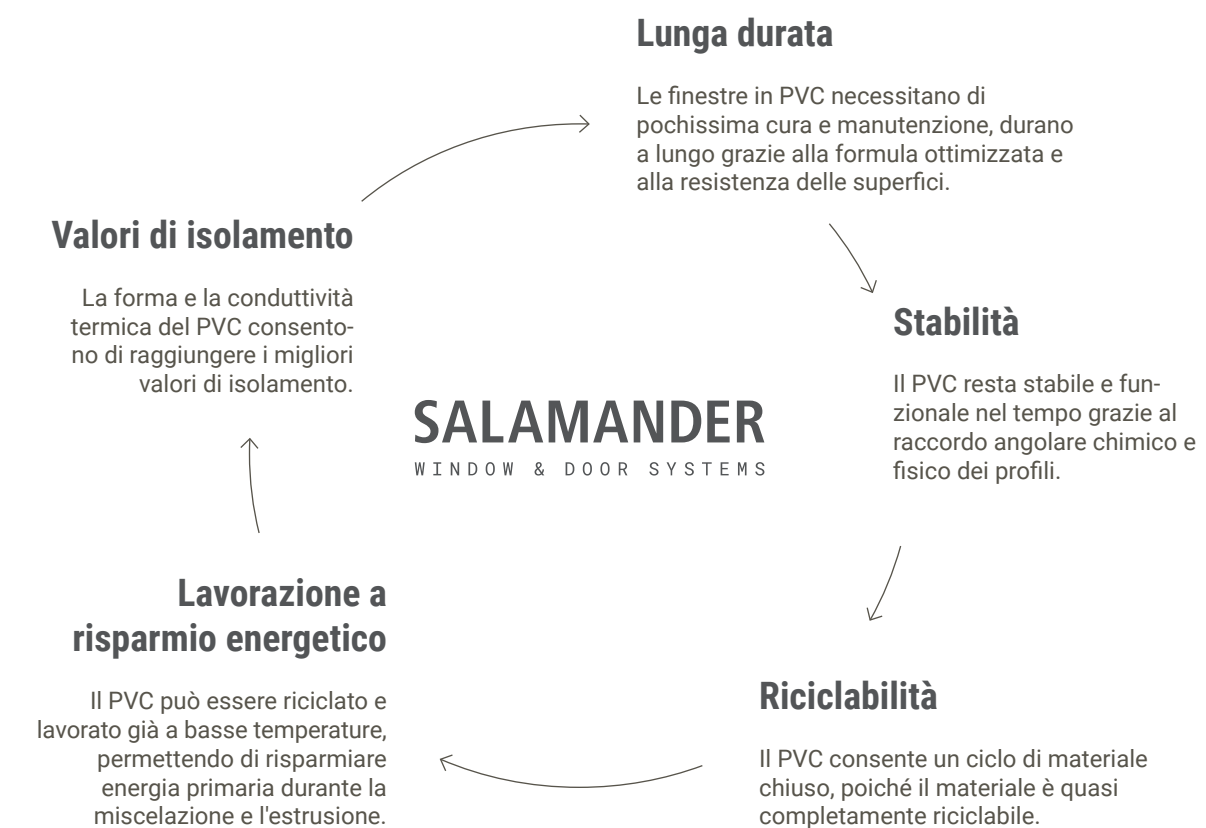 Lunga durata
Le finestre in PVC necessitano di
pochissima cura e manutenzione, durano
a lungo grazie alla formula ottimizzata e
alla resistenza delle superfici.
Stabilità
Il PVC resta stabile e fun-
zionale nel tempo grazie al
raccordo angolare chimico e
fisico dei profili.
Riciclabilità
Il PVC consente un ciclo di materiale
chiuso, poiché il materiale è quasi
completamente riciclabile.
Lavorazione a
risparmio energetico
Il PVC può essere riciclato e
lavorato già a basse temperature,
permettendo di risparmiare
energia primaria durante la
miscelazione e l'estrusione.
Valori di isolamento
La forma e la conduttività
termica del PVC consento-
no di raggiungere i migliori
valori di isolamento.
SALAMANDER
WINDOW & DOOR SYSTEMS